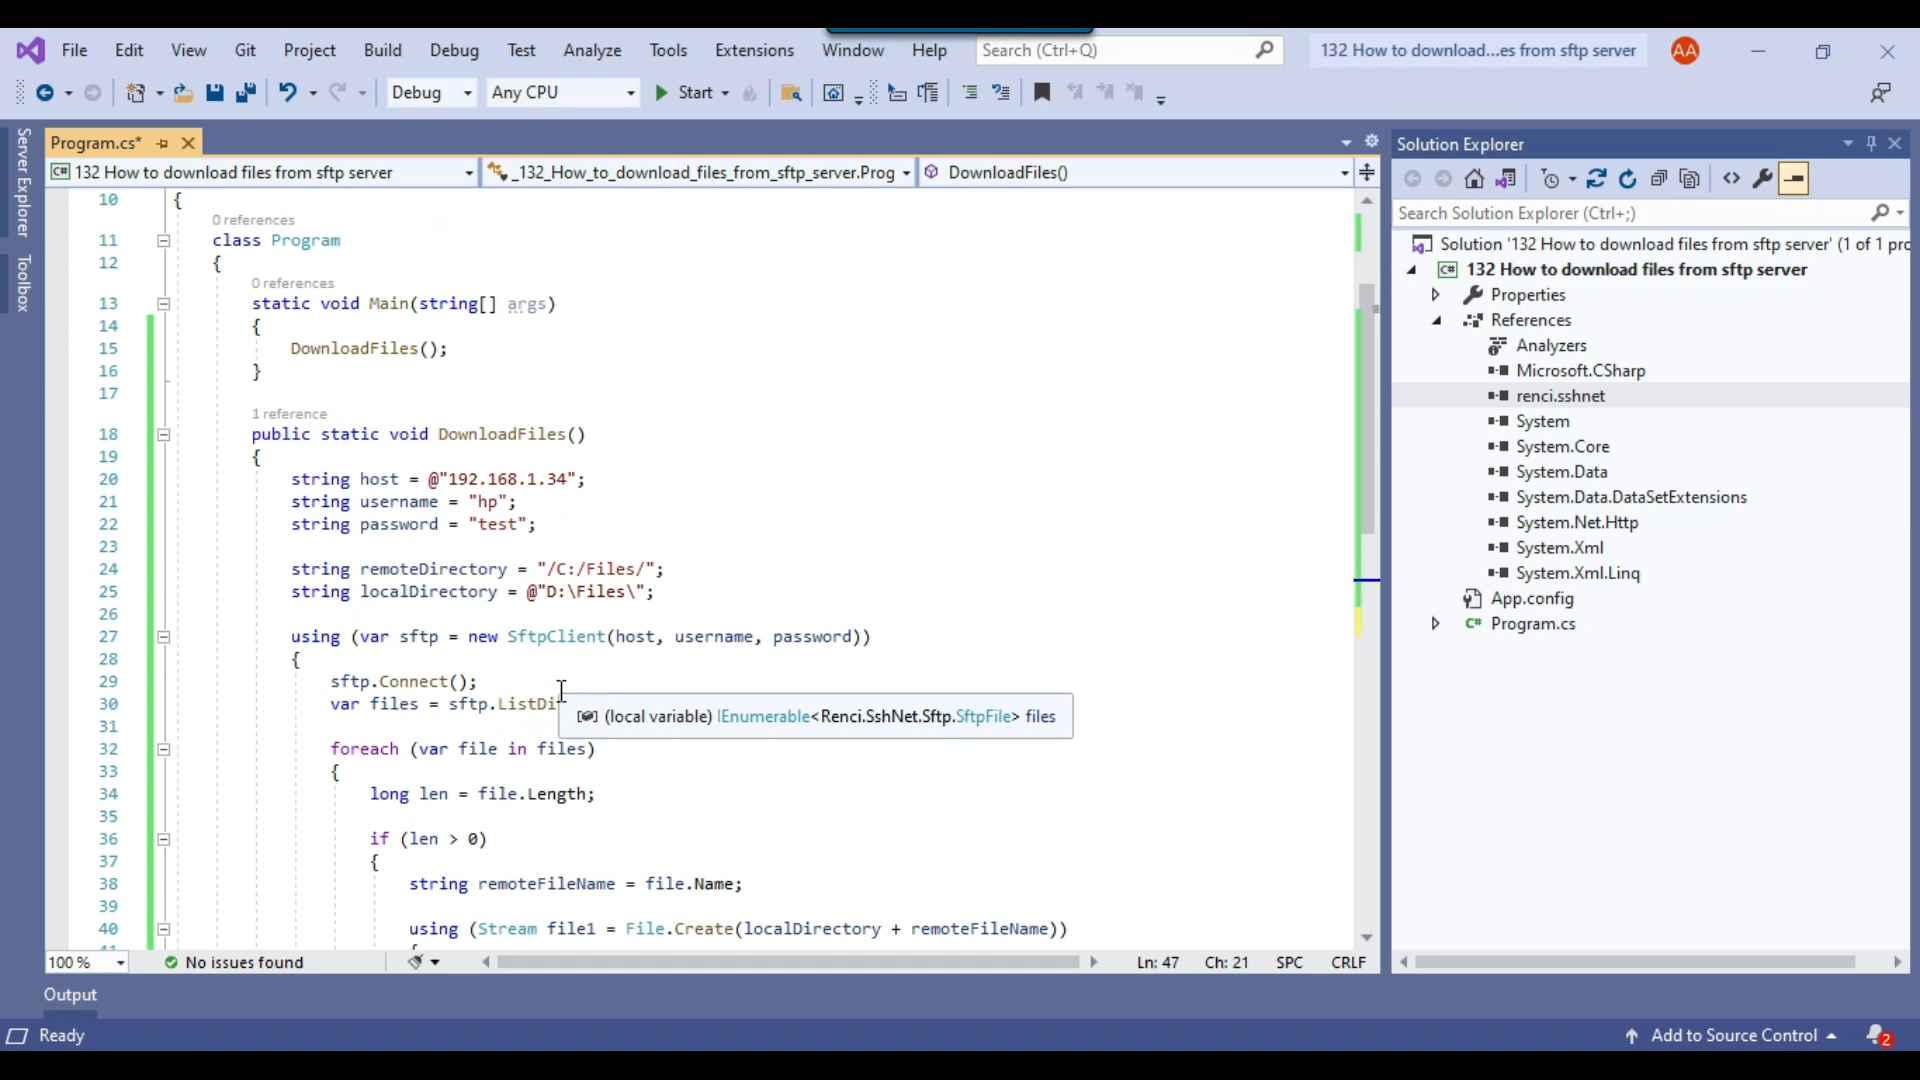 File Edit View Git Project Build Debug Test Analyze Tools Extensions Window Help Search (Ctrl+Q) 132 How to download...es from sftp server AA
Debug Any CPU Start
Server Explorer
Toolbox
Program.cs*
132 How to download files from sftp server _132_How_to_download_files_from_sftp_server.Prog DownloadFiles()
10 {
0 references
11 class Program
12 {
0 references
13 static void Main(string[] args)
14 {
15 DownloadFiles();
16 }
17
1 reference
18 public static void DownloadFiles()
19 {
20 string host = @"192.168.1.34";
21 string username = "hp";
22 string password = "test";
23
24 string remoteDirectory = "/C:/Files/";
25 string localDirectory = @"D:\Files\";
26
27 using (var sftp = new SftpClient(host, username, password))
28 {
29 sftp.Connect();
30 var files = sftp.ListDi
(local variable) IEnumerable<Renci.SshNet.Sftp.SftpFile> files
31
32 foreach (var file in files)
33 {
34 long len = file.Length;
35
36 if (len > 0)
37 {
38 string remoteFileName = file.Name;
39
40 using (Stream file1 = File.Create(localDirectory + remoteFileName))
100 % No issues found Ln: 47 Ch: 21 SPC CRLF
Solution Explorer
Search Solution Explorer (Ctrl+;)
Solution '132 How to download files from sftp server' (1 of 1 pro
C# 132 How to download files from sftp server
Properties
References
Analyzers
Microsoft.CSharp
renci.sshnet
System
System.Core
System.Data
System.Data.DataSetExtensions
System.Net.Http
System.Xml
System.Xml.Linq
App.config
C# Program.cs
Output
Ready Add to Source Control 2